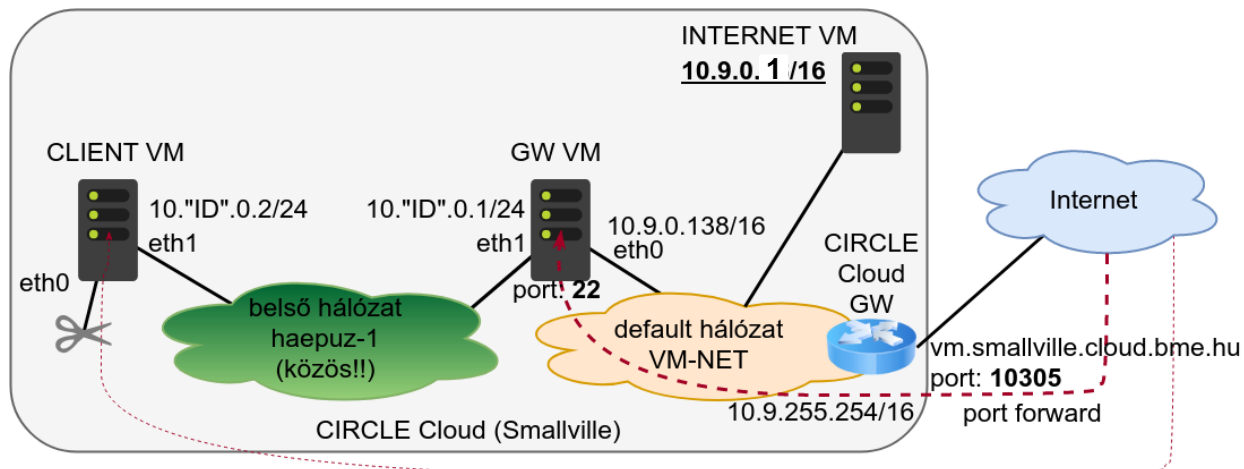 INTERNET VM
10.9.0. 1 /16
CLIENT VM
GW VM
10."ID".0.2/24
eth1
eth0
10."ID".0.1/24
eth1
10.9.0.138/16
eth0
port: 22
Internet
CIRCLE
Cloud
GW
belső hálózat
haepuz-1
(közös!!)
default hálózat
VM-NET
vm.smallville.cloud.bme.hu
port: 10305
10.9.255.254/16
port forward
CIRCLE Cloud (Smallville)